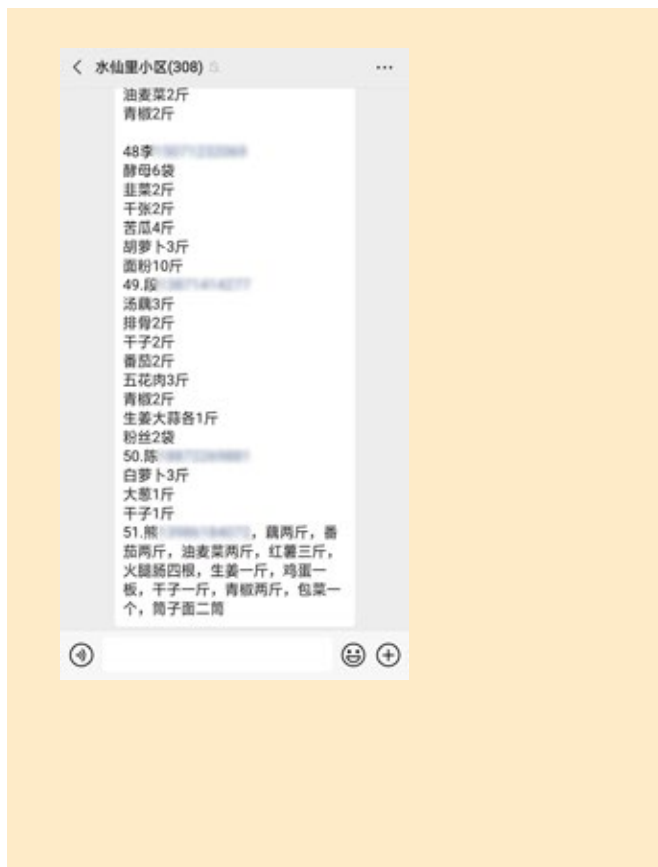 水仙里小区(308)
油麦菜2斤
青椒2斤
48李
酵母6袋
韭菜2斤
千张2斤
苦瓜4斤
胡萝卜3斤
面粉10斤
49.段
汤藕3斤
排骨2斤
干子2斤
番茄2斤
五花肉3斤
青椒2斤
生姜大蒜各1斤
粉丝2袋
50.陈
白萝卜3斤
大葱1斤
干子1斤
51.熊，藕两斤，番
茄两斤，油麦菜两斤，红薯三斤，
火腿肠四根，生姜一斤，鸡蛋一
板，干子一斤，青椒两斤，包菜一
个，筒子面二筒